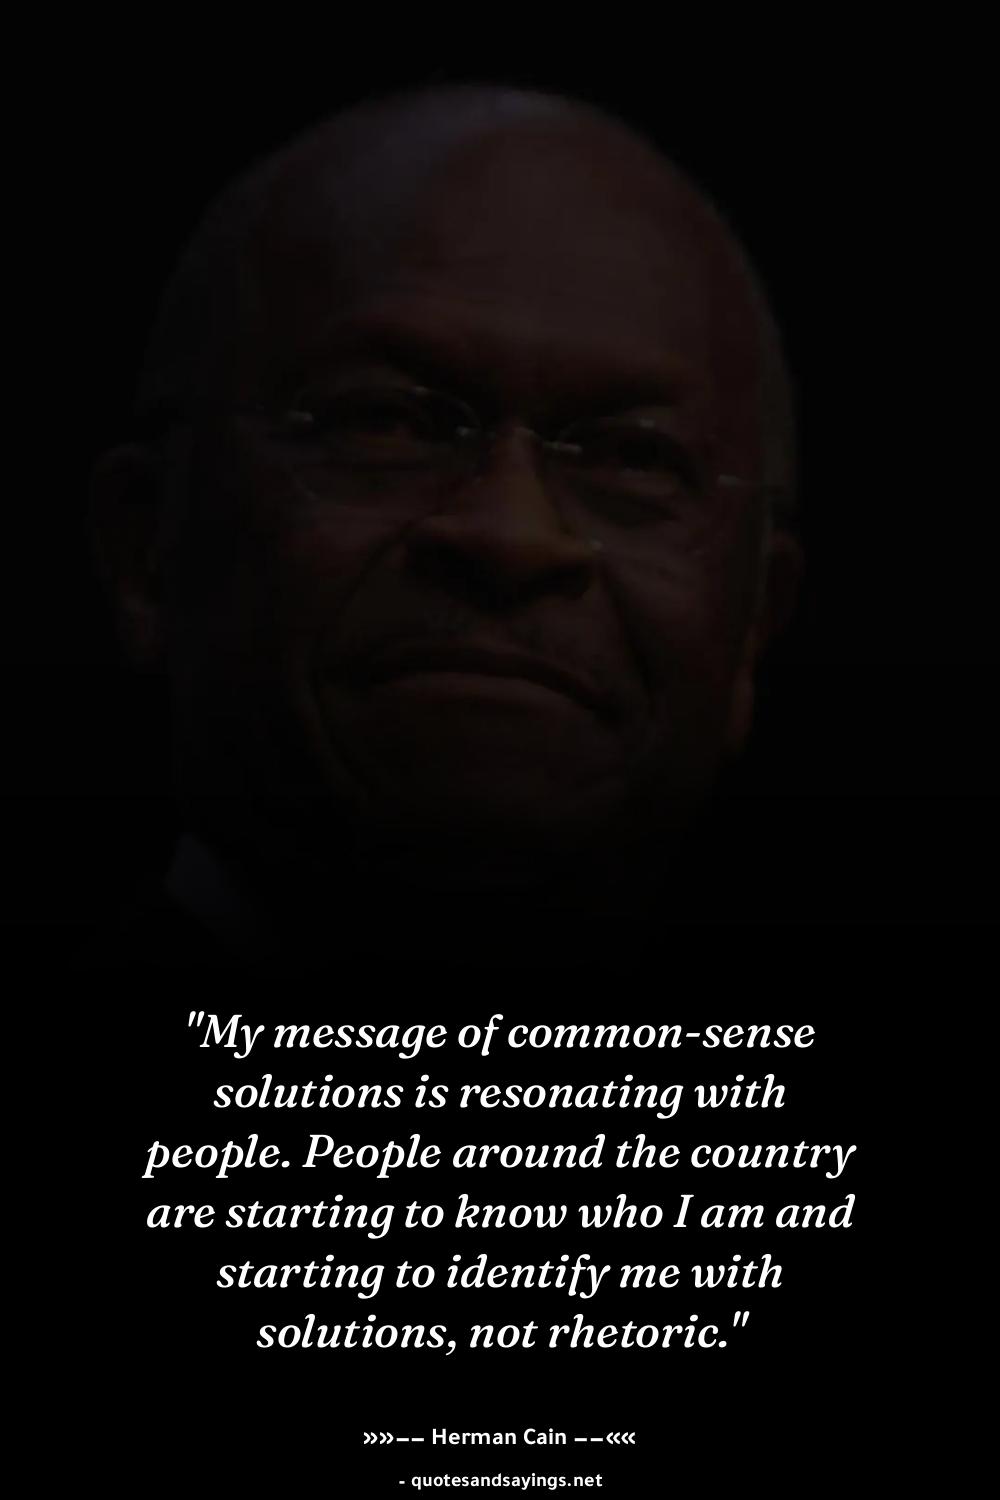 "My message of common-sense
solutions is resonating with
people. People around the country
are starting to know who I am and
starting to identify me with
solutions, not rhetoric."
»»–– Herman Cain ––««
- quotesandsayings.net